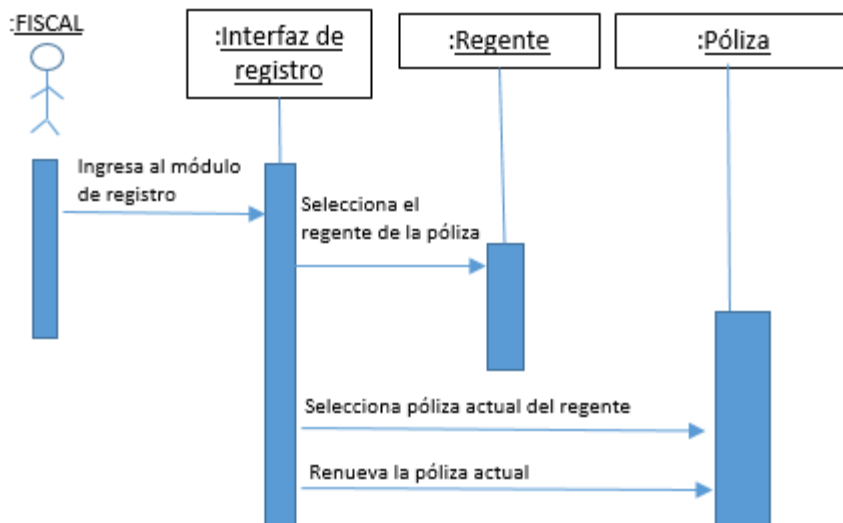 :FISCAL
:Interfaz de
registro
:Regente
:Póliza
Ingresa al módulo
de registro
Selecciona el
regente de la póliza
Selecciona póliza actual del regente
Renueva la póliza actual